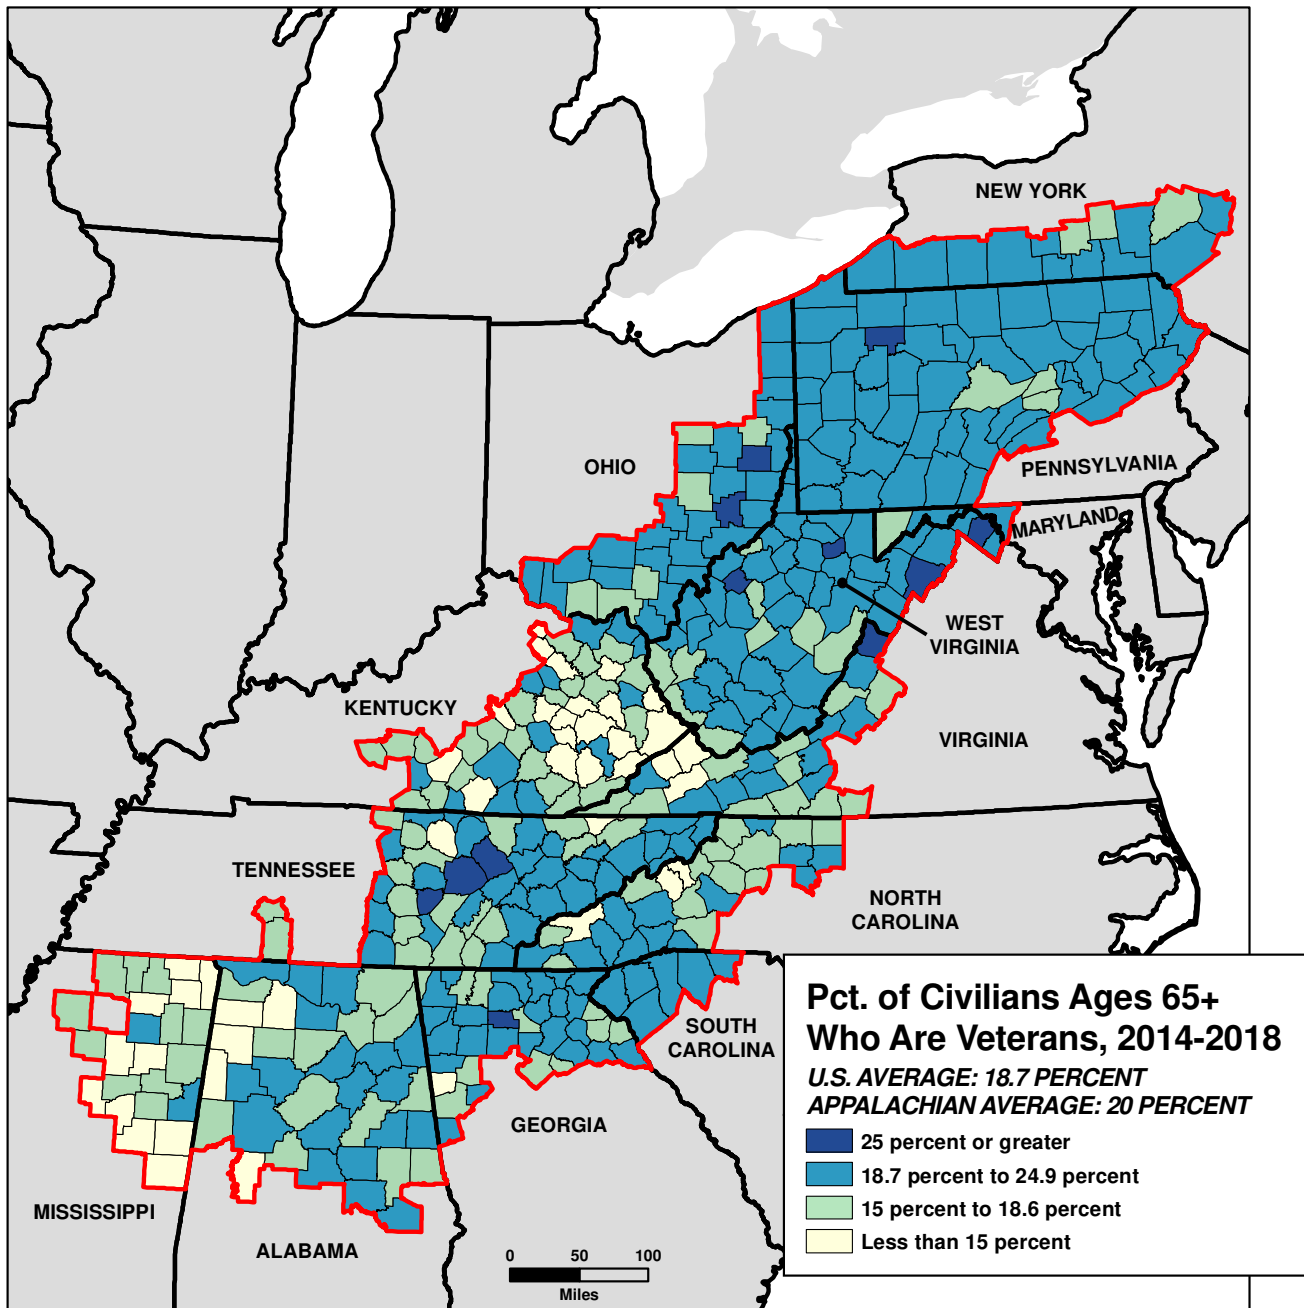 NEW YORK
OHIO
PENNSYLVANIA
MARYLAND
WEST
VIRGINIA
KENTUCKY
VIRGINIA
TENNESSEE
NORTH
CAROLINA
SOUTH
CAROLINA
GEORGIA
MISSISSIPPI
ALABAMA
Pct. of Civilians Ages 65+
Who Are Veterans, 2014-2018
U.S. AVERAGE: 18.7 PERCENT
APPALACHIAN AVERAGE: 20 PERCENT
25 percent or greater
18.7 percent to 24.9 percent
15 percent to 18.6 percent
Less than 15 percent
0 50 100
Miles